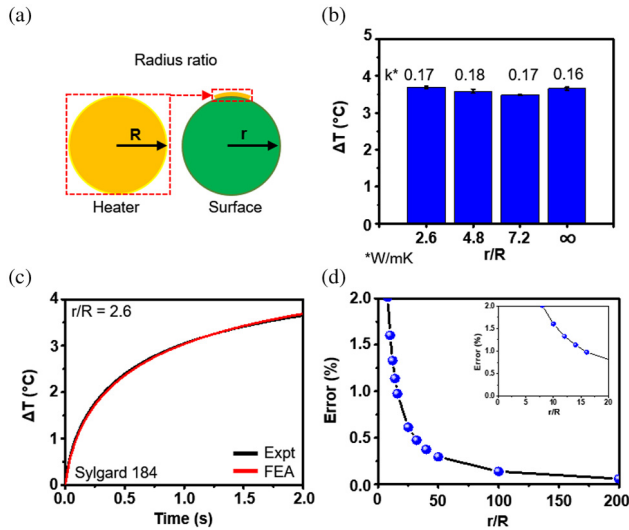 (a)
Radius ratio
R
r
Heater
Surface
(b)
5
4
3
2
1
0
ΔT (°C)
k*
0.17
0.18
0.17
0.16
2.6
4.8
7.2
∞
*W/mK
r/R
(c)
r/R = 2.6
4
3
2
1
0
ΔT (°C)
Sylgard 184
Expt
FEA
0.0
0.5
1.0
1.5
2.0
Time (s)
(d)
2.0
1.5
1.0
0.5
0.0
Error (%)
0
50
100
150
200
r/R
2.0
1.5
1.0
0.5
0.0
Error (%)
0
5
10
15
20
r/R